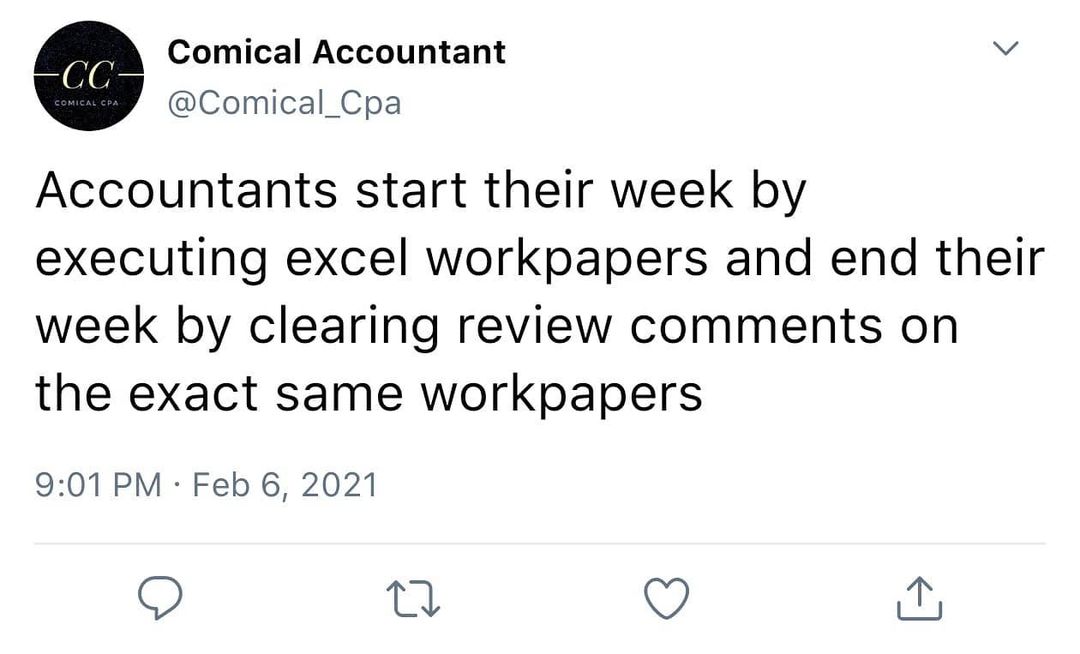 CC
COMICAL CPA
Comical Accountant
@Comical_Cpa
Accountants start their week by
executing excel workpapers and end their
week by clearing review comments on
the exact same workpapers
9:01 PM · Feb 6, 2021